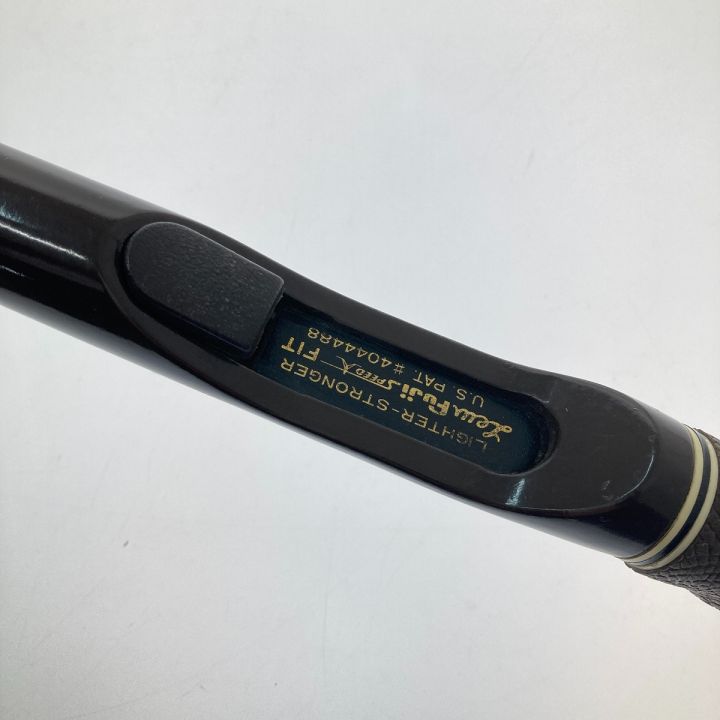 LIGHTER-STRONGER
Lew Fuji SPEED FIT
U.S. PAT. #4044488